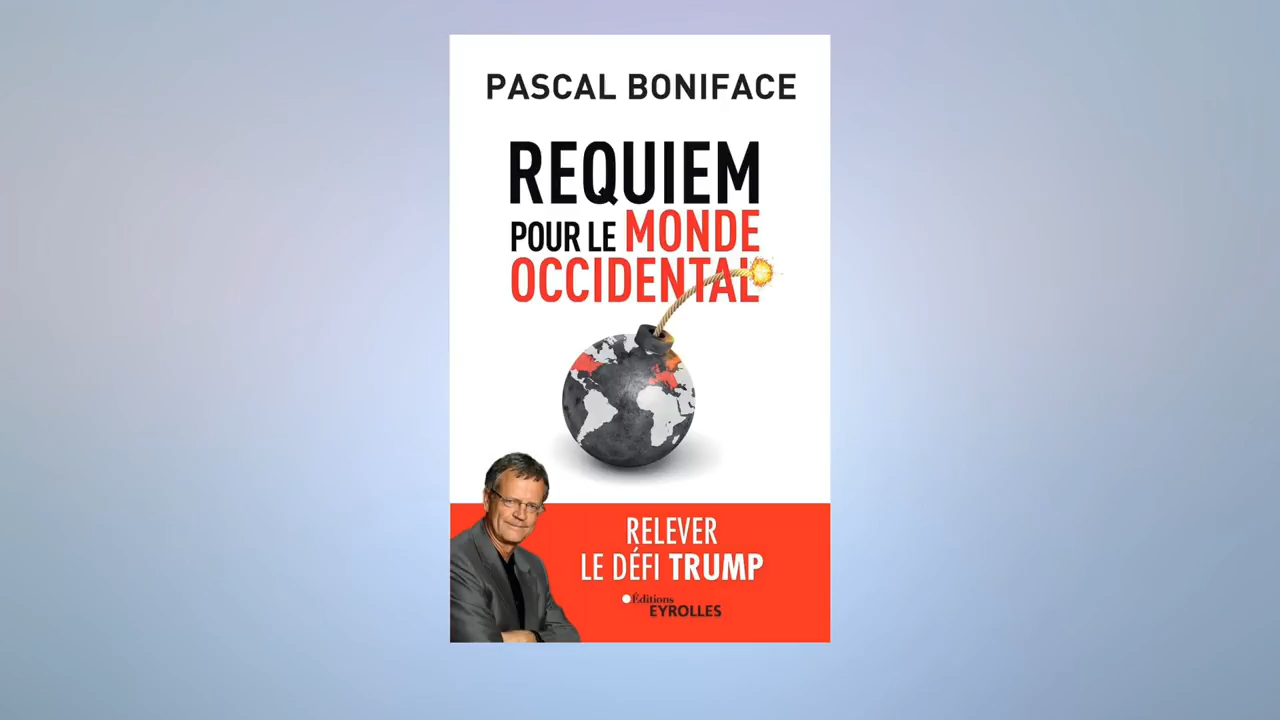 PASCAL BONIFACE
REQUIEM
POUR LE MONDE
OCCIDENTAL
RELEVER
LE DÉFI TRUMP
Éditions
EYROLLES